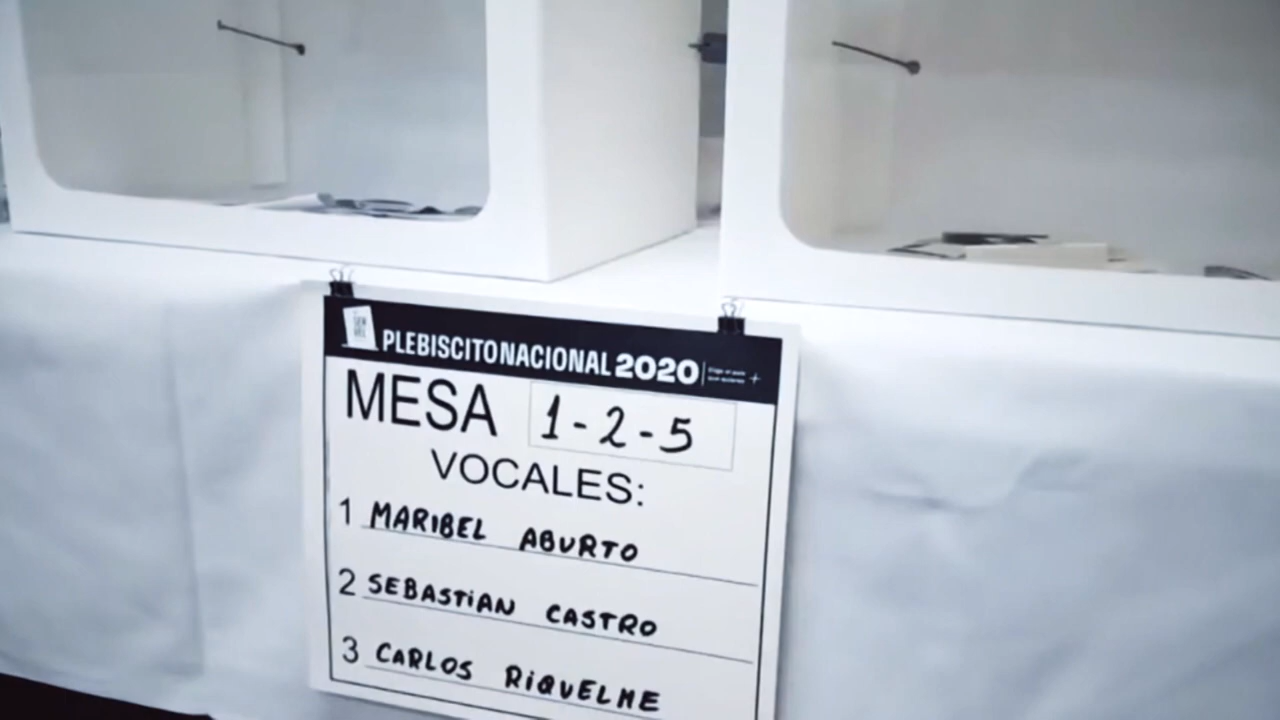 PLEBISCITO NACIONAL 2020
MESA 1-2-5
VOCALES:
1 MARIBEL ABURTO
2 SEBASTIAN CASTRO
3 CARLOS RIQUELME